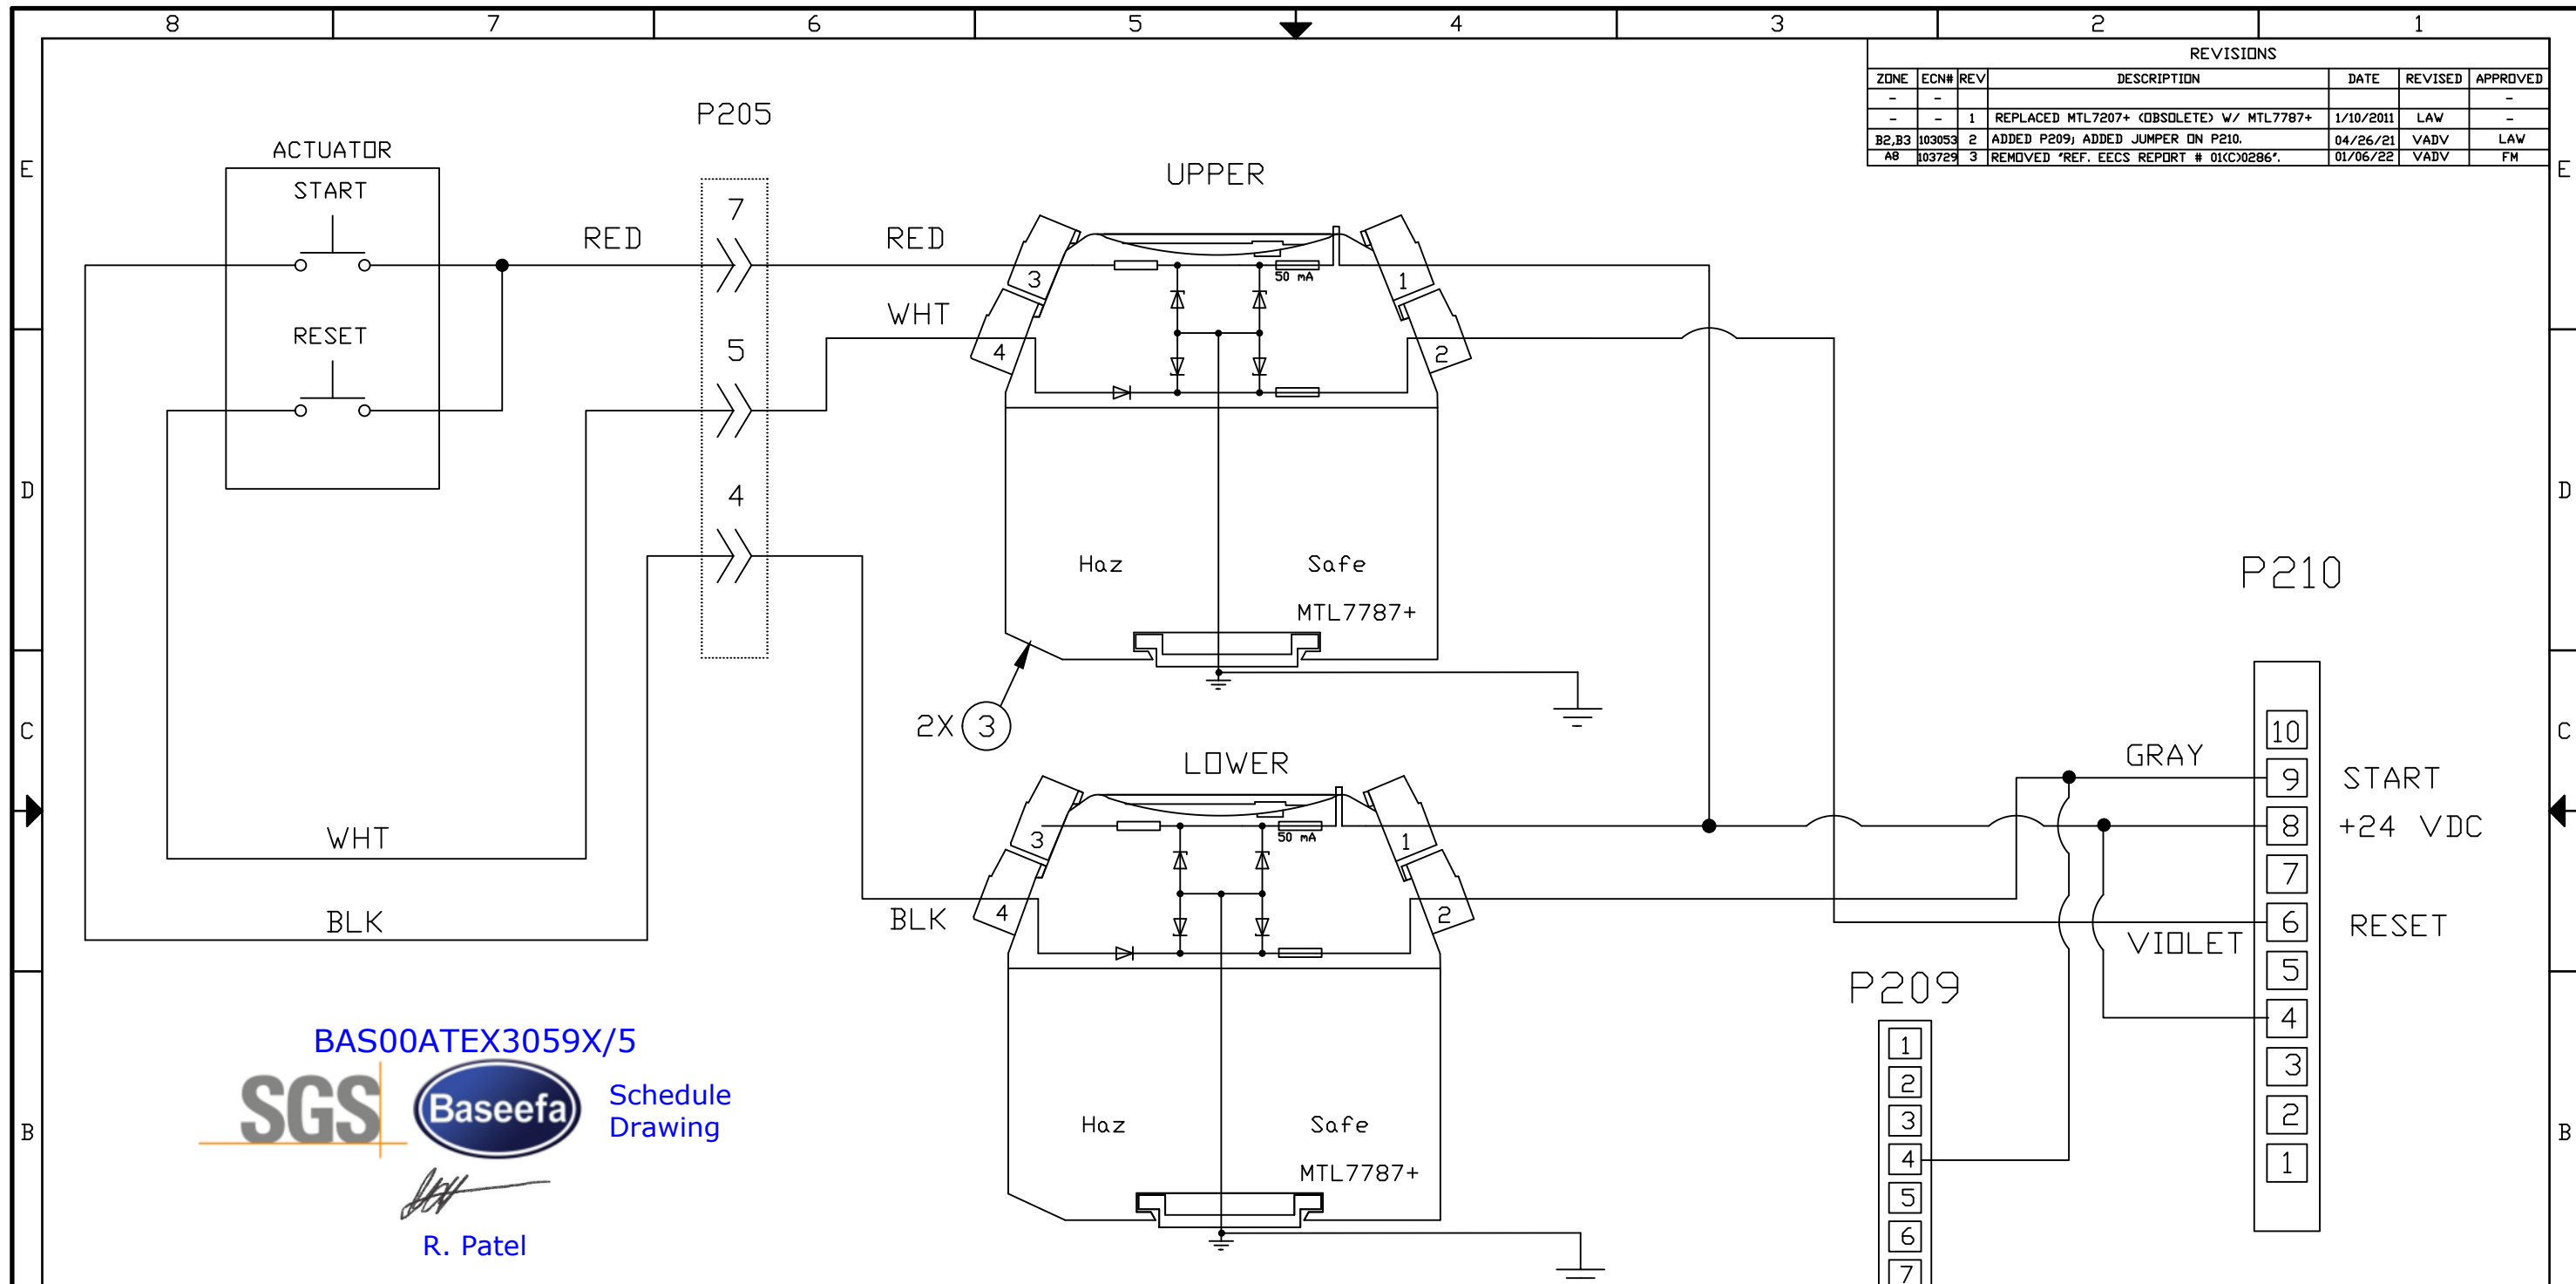 8 7 6 5 4 3 2 1
REVISIONS
ZONE ECN# REV DESCRIPTION DATE REVISED APPROVED
- - -
- - 1 REPLACED MTL7207+ (OBSOLETE) W/ MTL7787+ 1/10/2011 LAW -
B2,B3 103053 2 ADDED P209; ADDED JUMPER ON P210. 04/26/21 VADV LAW
A8 103729 3 REMOVED "REF. EECS REPORT # 01(C)0286". 01/06/22 VADV FM
E
E
D
D
C
C
B
B
ACTUATOR
START
RESET
P205
7
5
4
RED
RED
WHT
UPPER
3
4
50 mA
1
2
Haz
Safe
MTL7787+
2X 3
LOWER
3
4
50 mA
1
2
Haz
Safe
MTL7787+
WHT
BLK
BLK
GRAY
VIOLET
P210
10
9 START
8 +24 VDC
7
6 RESET
5
4
3
2
1
P209
1
2
3
4
5
6
7
BAS00ATEX3059X/5
SGS
Baseefa
Schedule
Drawing
R. Patel